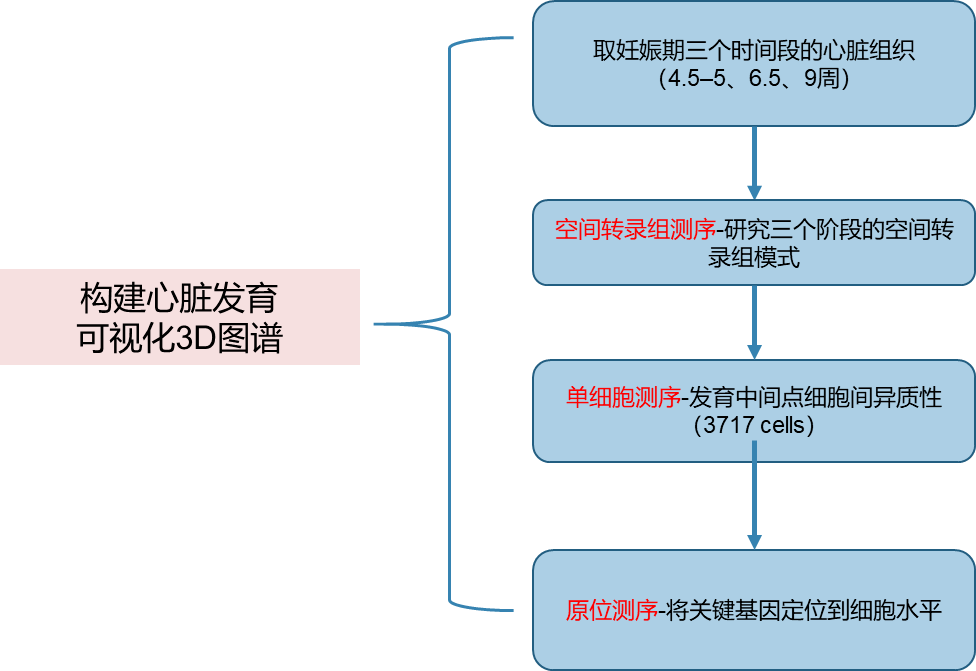 构建心脏发育
可视化3D图谱
取妊娠期三个时间段的心脏组织
（4.5–5、6.5、9周）
空间转录组测序-研究三个阶段的空间转
录组模式
单细胞测序-发育中间点细胞间异质性
（3717 cells）
原位测序-将关键基因定位到细胞水平